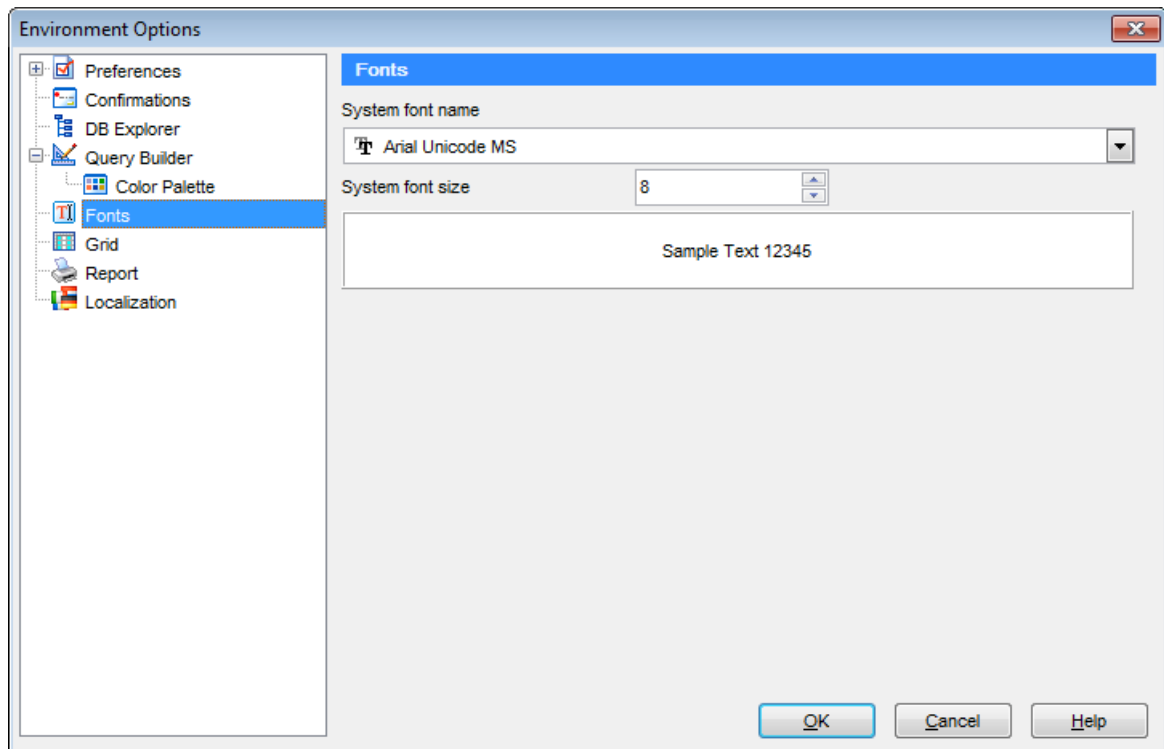 Environment Options
Preferences
Confirmations
DB Explorer
Query Builder
Color Palette
Fonts
Grid
Report
Localization
Fonts
System font name
Arial Unicode MS
System font size 8
Sample Text 12345
OK Cancel Help